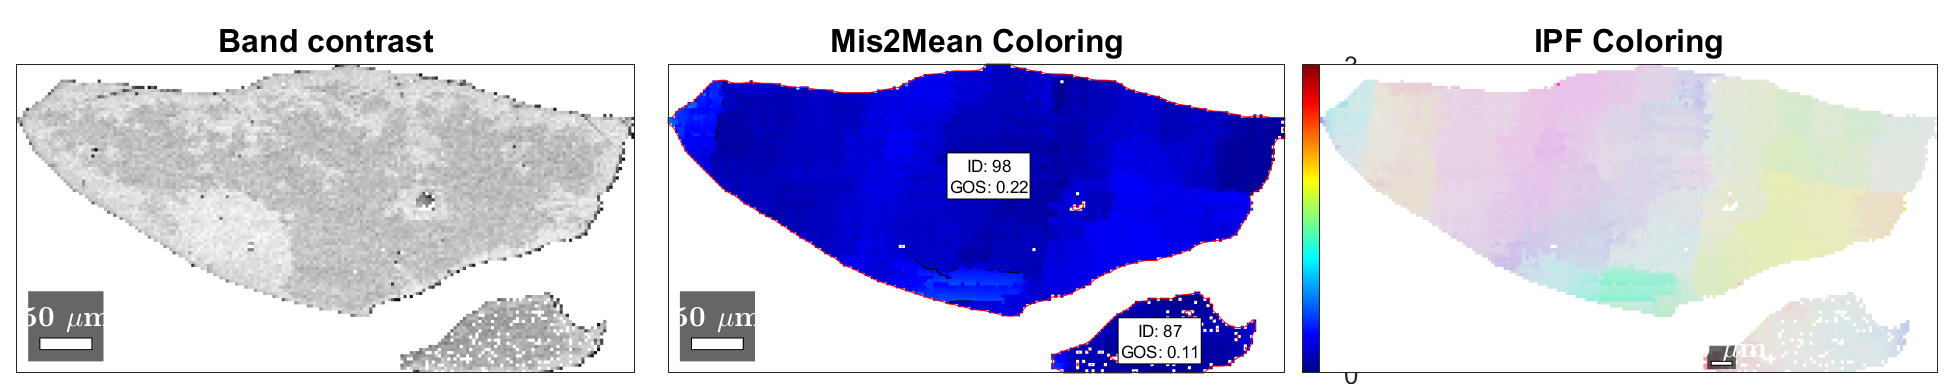 Band contrast
Mis2Mean Coloring
IPF Coloring
ID: 98
GOS: 0.22
50 μm
50 μm
ID: 87
GOS: 0.11
μm
0